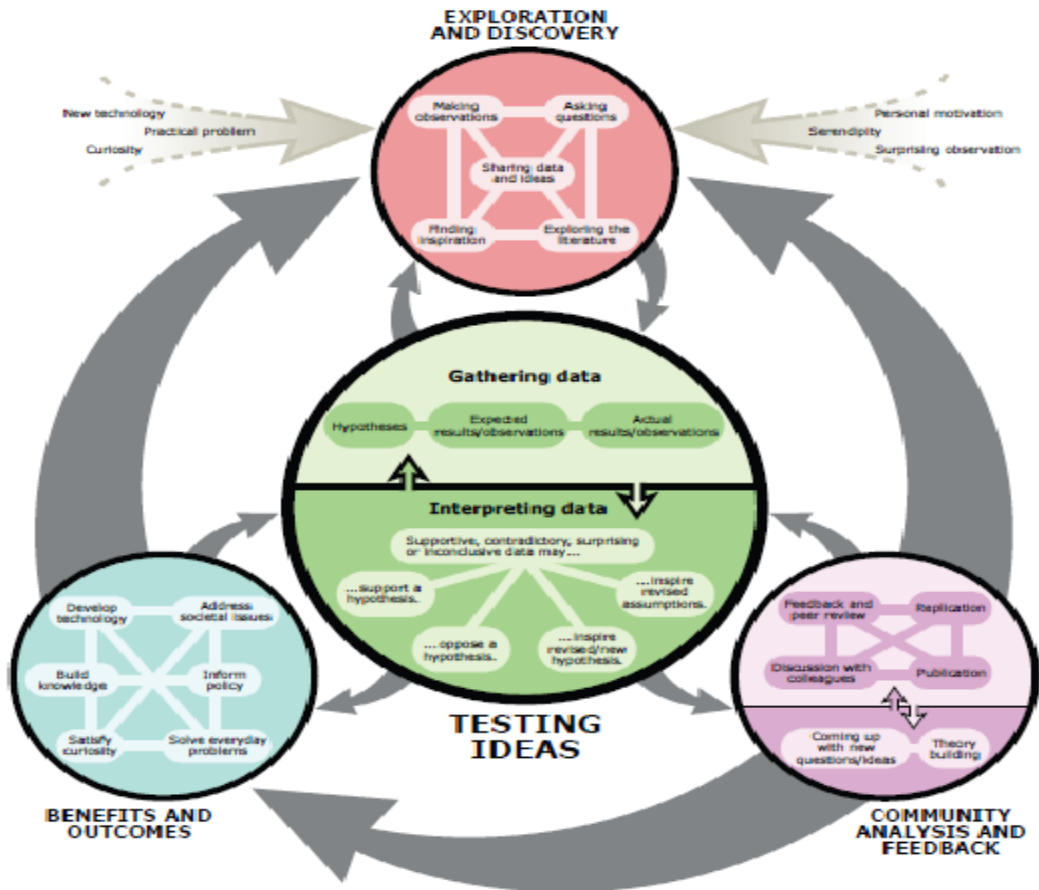 EXPLORATION
AND DISCOVERY
New technology
Practical problem
Curiosity
Personal motivation
Serendipity
Surprising observation
Making
observations
Asking
questions
Sharing data
and ideas
Finding
inspiration
Exploring the
literature
Gathering data
Hypotheses
Expected
results/observations
Actual
results/observations
Interpreting data
Supportive, contradictory, surprising
or inconclusive data may...
...support a
hypothesis.
...oppose a
hypothesis.
...inspire
revised/new
hypothesis.
...inspire
revised
assumptions.
TESTING
IDEAS
Develop
technology
Address
societal issues
Build
knowledge
Inform
policy
Satisfy
curiosity
Solve everyday
problems
BENEFITS AND
OUTCOMES
Feedback and
peer review
Replication
Discussion with
colleagues
Publication
Coming up
with new
questions/ideas
Theory
building
COMMUNITY
ANALYSIS AND
FEEDBACK